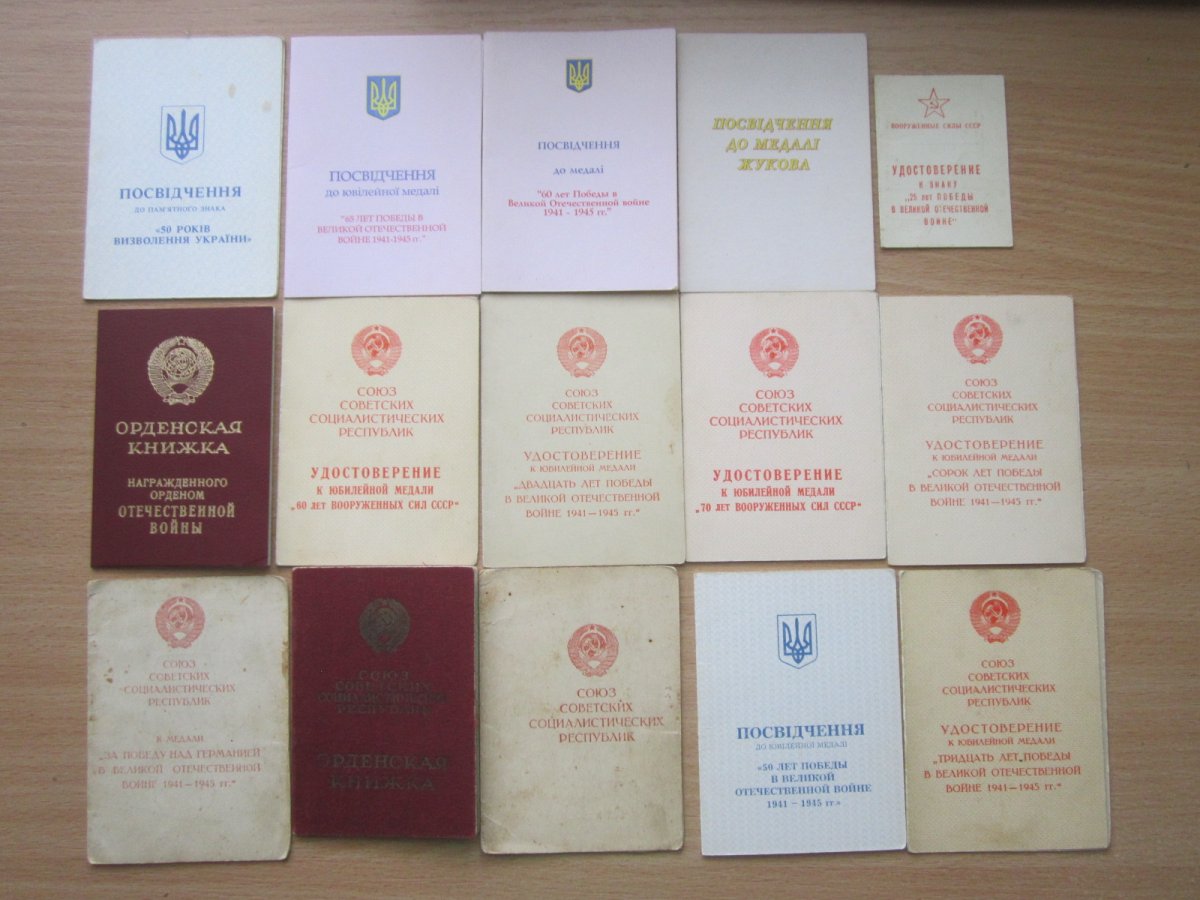 ПОСВІДЧЕННЯ
ДО ПАМ'ЯТНОГО ЗНАКА
«50 РОКІВ
ВИЗВОЛЕННЯ УКРАЇНИ»
ПОСВІДЧЕННЯ
до ювілейної медалі
"65 ЛЕТ ПОБЕДЫ В
ВЕЛИКОЙ ОТЕЧЕСТВЕННОЙ
ВОЙНЕ 1941-1945 гг."
ПОСВІДЧЕННЯ
до медалі
"60 лет Победы в
Великой Отечественной войне
1941 - 1945 гг."
ПОСВІДЧЕННЯ
ДО МЕДАЛІ
ЖУКОВА
ВООРУЖЕННЫЕ СИЛЫ СССР
УДОСТОВЕРЕНИЕ
К ЗНАКУ
„25 лет ПОБЕДЫ
В ВЕЛИКОЙ ОТЕЧЕСТВЕННОЙ
ВОЙНЕ"
ОРДЕНСКАЯ
КНИЖКА
НАГРАЖДЕННОГО
ОРДЕНОМ
ОТЕЧЕСТВЕННОЙ
ВОЙНЫ
СОЮЗ
СОВЕТСКИХ
СОЦИАЛИСТИЧЕСКИХ
РЕСПУБЛИК
УДОСТОВЕРЕНИЕ
К ЮБИЛЕЙНОЙ МЕДАЛИ
„60 ЛЕТ ВООРУЖЕННЫХ СИЛ СССР"
СОЮЗ
СОВЕТСКИХ
СОЦИАЛИСТИЧЕСКИХ
РЕСПУБЛИК
УДОСТОВЕРЕНИЕ
К ЮБИЛЕЙНОЙ МЕДАЛИ
„ДВАДЦАТЬ ЛЕТ ПОБЕДЫ
В ВЕЛИКОЙ ОТЕЧЕСТВЕННОЙ
ВОЙНЕ 1941—1945 гг."
СОЮЗ
СОВЕТСКИХ
СОЦИАЛИСТИЧЕСКИХ
РЕСПУБЛИК
УДОСТОВЕРЕНИЕ
К ЮБИЛЕЙНОЙ МЕДАЛИ
„70 ЛЕТ ВООРУЖЕННЫХ СИЛ СССР"
СОЮЗ
СОВЕТСКИХ
СОЦИАЛИСТИЧЕСКИХ
РЕСПУБЛИК
УДОСТОВЕРЕНИЕ
К ЮБИЛЕЙНОЙ МЕДАЛИ
„СОРОК ЛЕТ ПОБЕДЫ
В ВЕЛИКОЙ ОТЕЧЕСТВЕННОЙ
ВОЙНЕ 1941—1945 гг."
СОЮЗ
СОВЕТСКИХ
СОЦИАЛИСТИЧЕСКИХ
РЕСПУБЛИК
К МЕДАЛИ
„ЗА ПОБЕДУ НАД ГЕРМАНИЕЙ
В ВЕЛИКОЙ ОТЕЧЕСТВЕННОЙ
ВОЙНЕ 1941—1945 гг."
СОЮЗ
СОВЕТСКИХ
СОЦИАЛИСТИЧЕСКИХ
РЕСПУБЛИК
ОРДЕНСКАЯ
КНИЖКА
СОЮЗ
СОВЕТСКИХ
СОЦИАЛИСТИЧЕСКИХ
РЕСПУБЛИК
ПОСВІДЧЕННЯ
ДО ЮВІЛЕЙНОЇ МЕДАЛІ
«50 ЛЕТ ПОБЕДЫ
В ВЕЛИКОЙ
ОТЕЧЕСТВЕННОЙ ВОЙНЕ
1941 – 1945 гг.»
СОЮЗ
СОВЕТСКИХ
СОЦИАЛИСТИЧЕСКИХ
РЕСПУБЛИК
УДОСТОВЕРЕНИЕ
К ЮБИЛЕЙНОЙ МЕДАЛИ
„ТРИДЦАТЬ ЛЕТ ПОБЕДЫ
В ВЕЛИКОЙ ОТЕЧЕСТВЕННОЙ
ВОЙНЕ 1941—1945 гг."